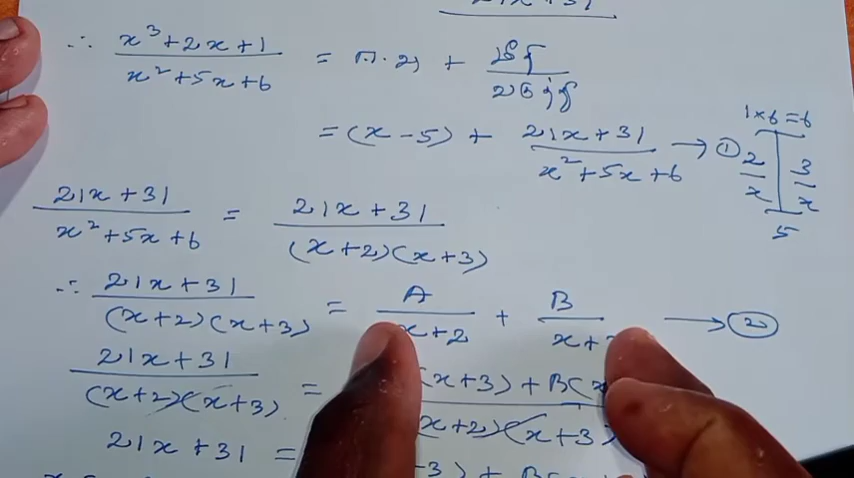 21x+31
∴ x³+2x+1 / x²+5x+6 = +
= (x-5) + 21x+31 / x²+5x+6 → ①
1×6=6
2/x 3/x
5
21x+31 / x²+5x+6 = 21x+31 / (x+2)(x+3)
∴ 21x+31 / (x+2)(x+3) = A / x+2 + B / x+ → ②
21x+31 / (x+2)(x+3) = (x+3)+B(x / x+2)(x+3)
21x+31 =